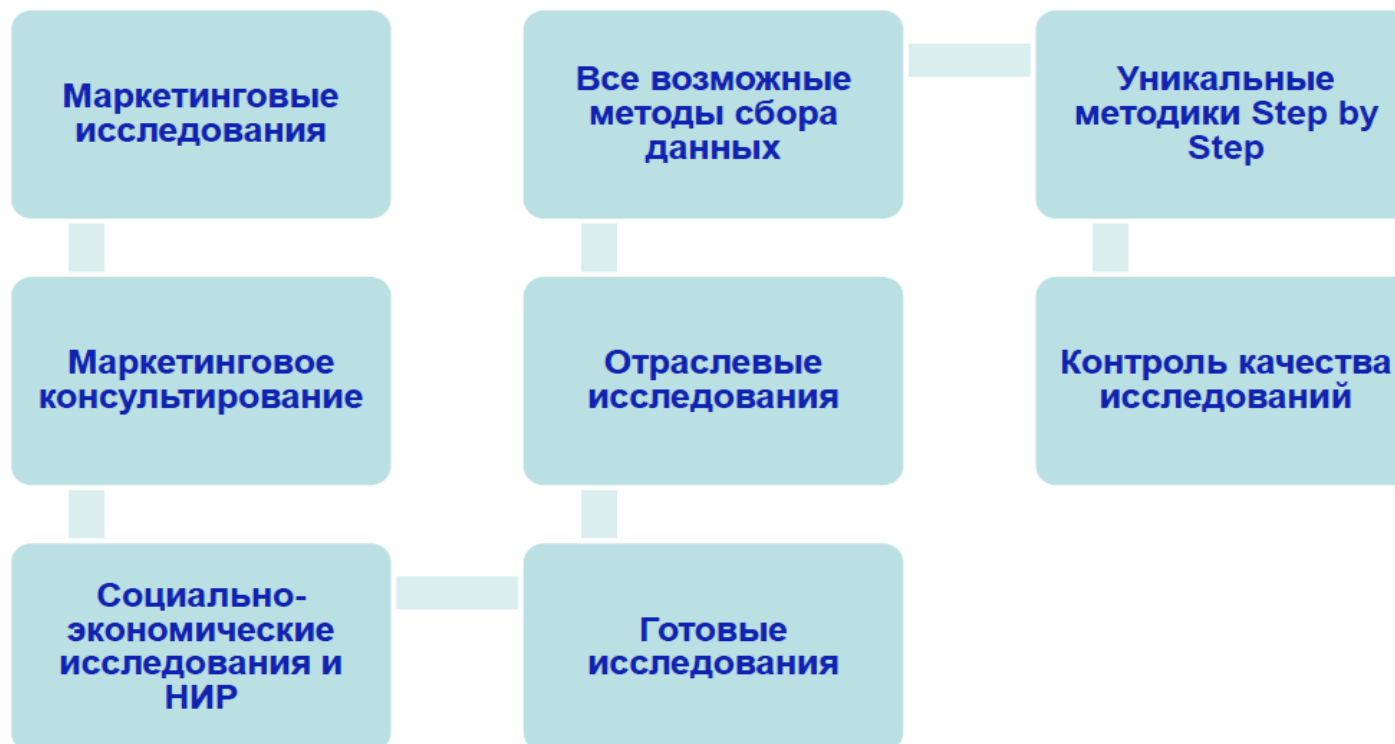 Маркетинговые
исследования
Маркетинговое
консультирование
Социально-
экономические
исследования и
НИР
Готовые
исследования
Отраслевые
исследования
Все возможные
методы сбора
данных
Уникальные
методики Step by
Step
Контроль качества
исследований